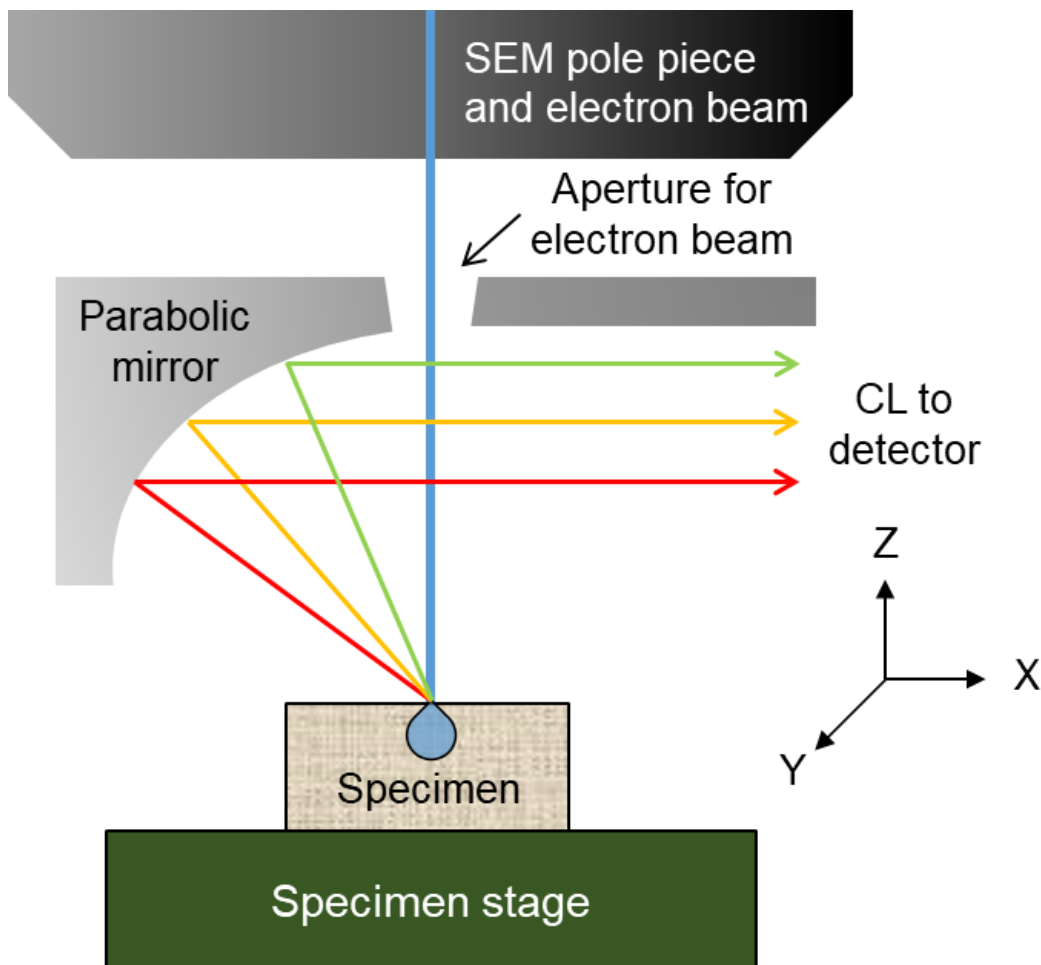 SEM pole piece
and electron beam
Aperture for
electron beam
Parabolic
mirror
CL to
detector
Z
X
Y
Specimen
Specimen stage